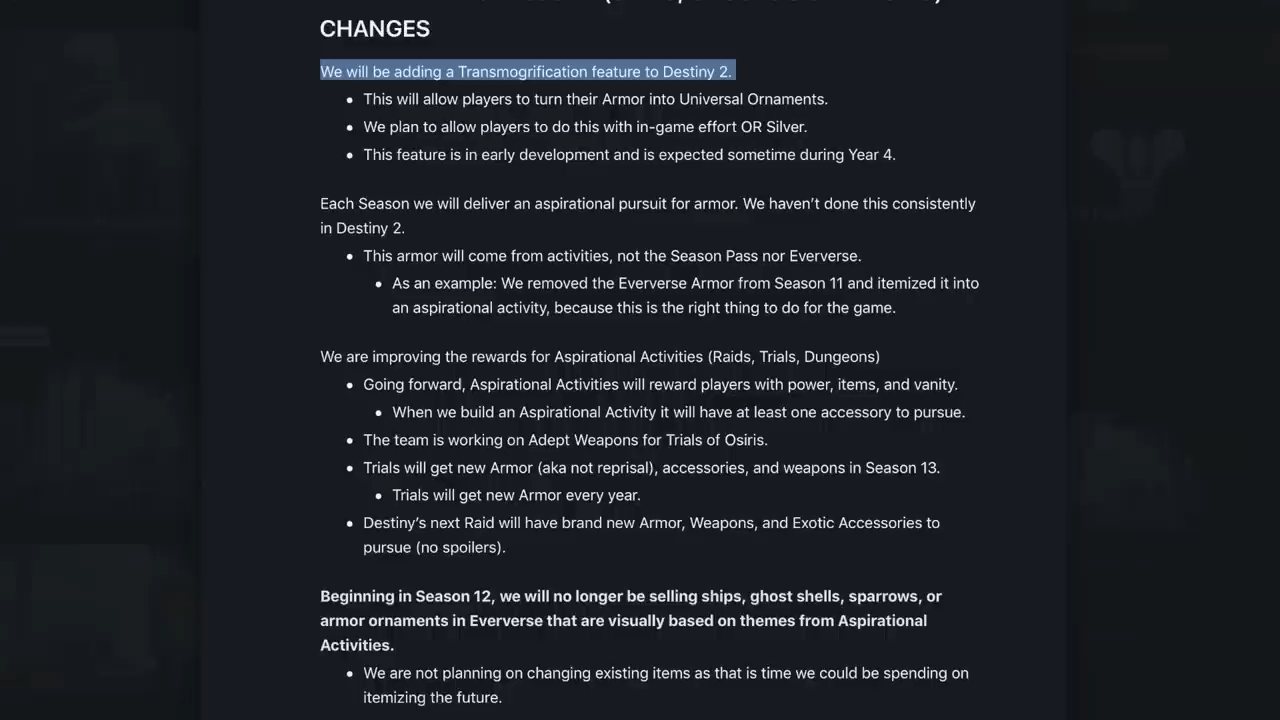 CHANGES
We will be adding a Transmogrification feature to Destiny 2.
• This will allow players to turn their Armor into Universal Ornaments.
• We plan to allow players to do this with in-game effort OR Silver.
• This feature is in early development and is expected sometime during Year 4.
Each Season we will deliver an aspirational pursuit for armor. We haven’t done this consistently
in Destiny 2.
• This armor will come from activities, not the Season Pass nor Eververse.
• As an example: We removed the Eververse Armor from Season 11 and itemized it into
an aspirational activity, because this is the right thing to do for the game.
We are improving the rewards for Aspirational Activities (Raids, Trials, Dungeons)
• Going forward, Aspirational Activities will reward players with power, items, and vanity.
• When we build an Aspirational Activity it will have at least one accessory to pursue.
• The team is working on Adept Weapons for Trials of Osiris.
• Trials will get new Armor (aka not reprisal), accessories, and weapons in Season 13.
• Trials will get new Armor every year.
• Destiny’s next Raid will have brand new Armor, Weapons, and Exotic Accessories to
pursue (no spoilers).
Beginning in Season 12, we will no longer be selling ships, ghost shells, sparrows, or
armor ornaments in Eververse that are visually based on themes from Aspirational
Activities.
• We are not planning on changing existing items as that is time we could be spending on
itemizing the future.